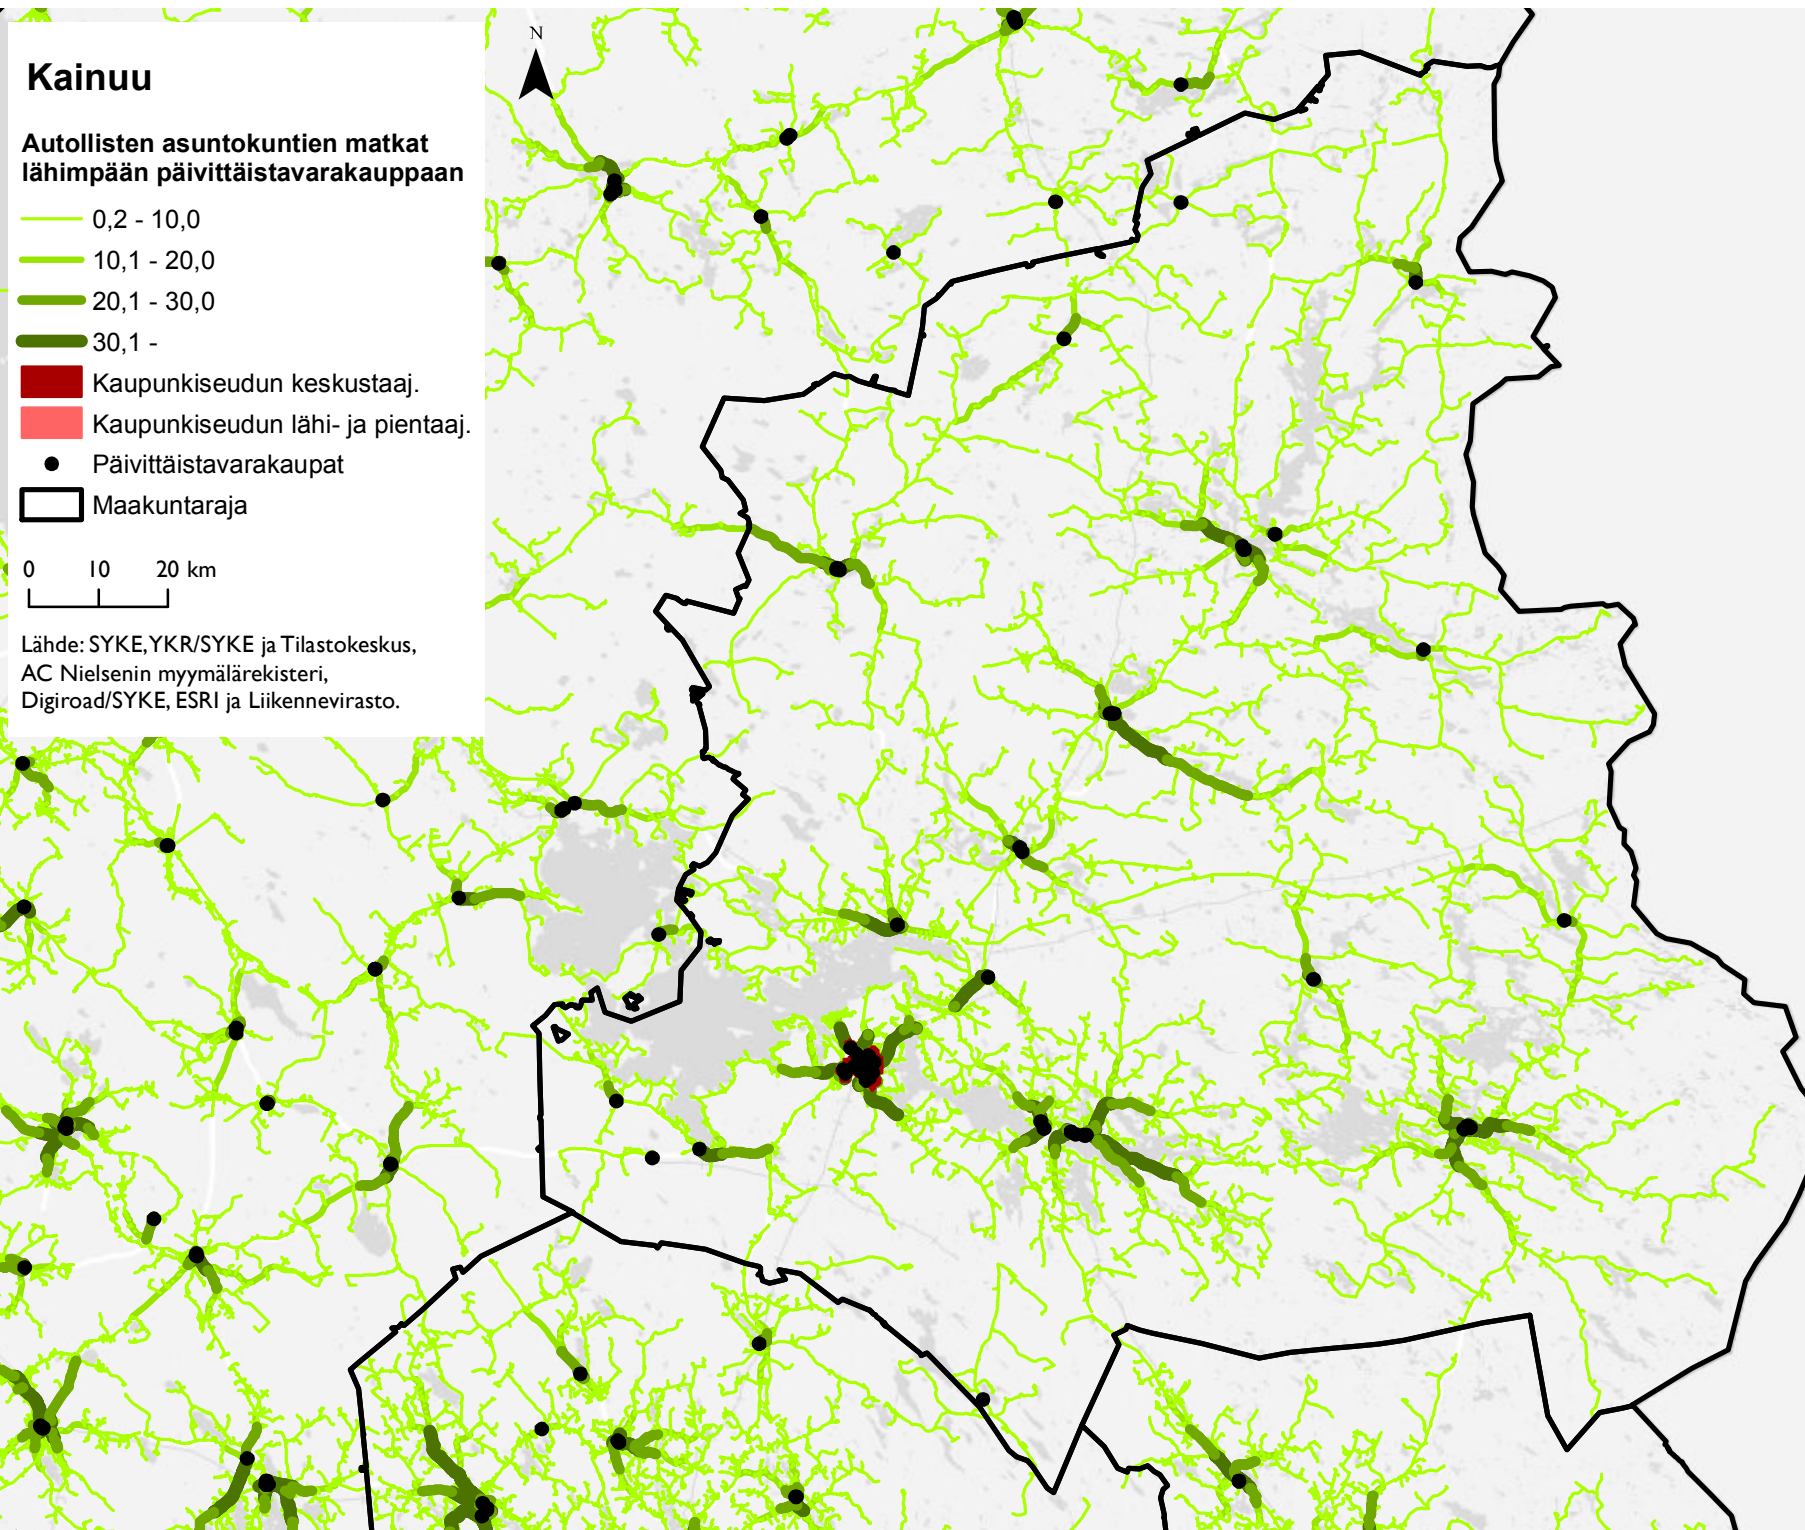 N
Kainuu
Autollisten asuntokuntien matkat
lähimpään päivittäistavarakauppaan
0,2 - 10,0
10,1 - 20,0
20,1 - 30,0
30,1 -
Kaupunkiseudun keskustaaj.
Kaupunkiseudun lähi- ja pientaaj.
Päivittäistavarakaupat
Maakuntaraja
0 10 20 km
Lähde: SYKE, YKR/SYKE ja Tilastokeskus,
AC Nielsenin myymälärekisteri,
Digiroad/SYKE, ESRI ja Liikennevirasto.